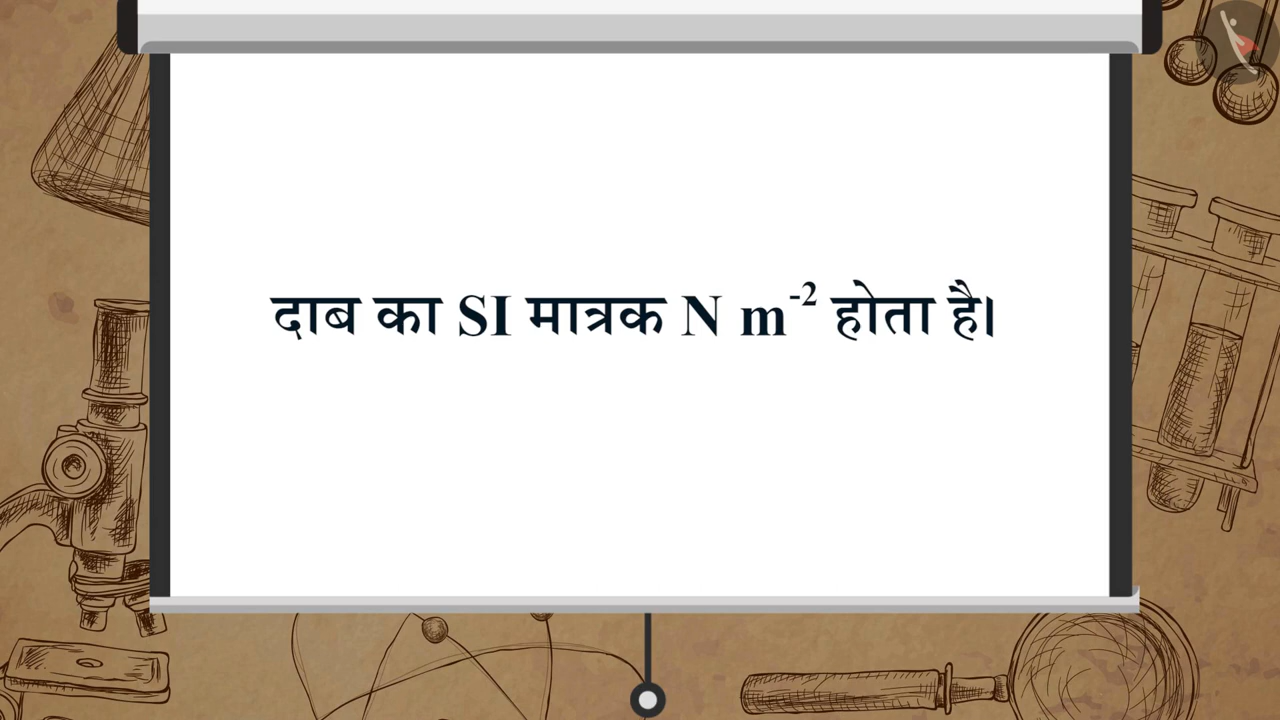 दाब का SI मात्रक N m⁻² होता है।